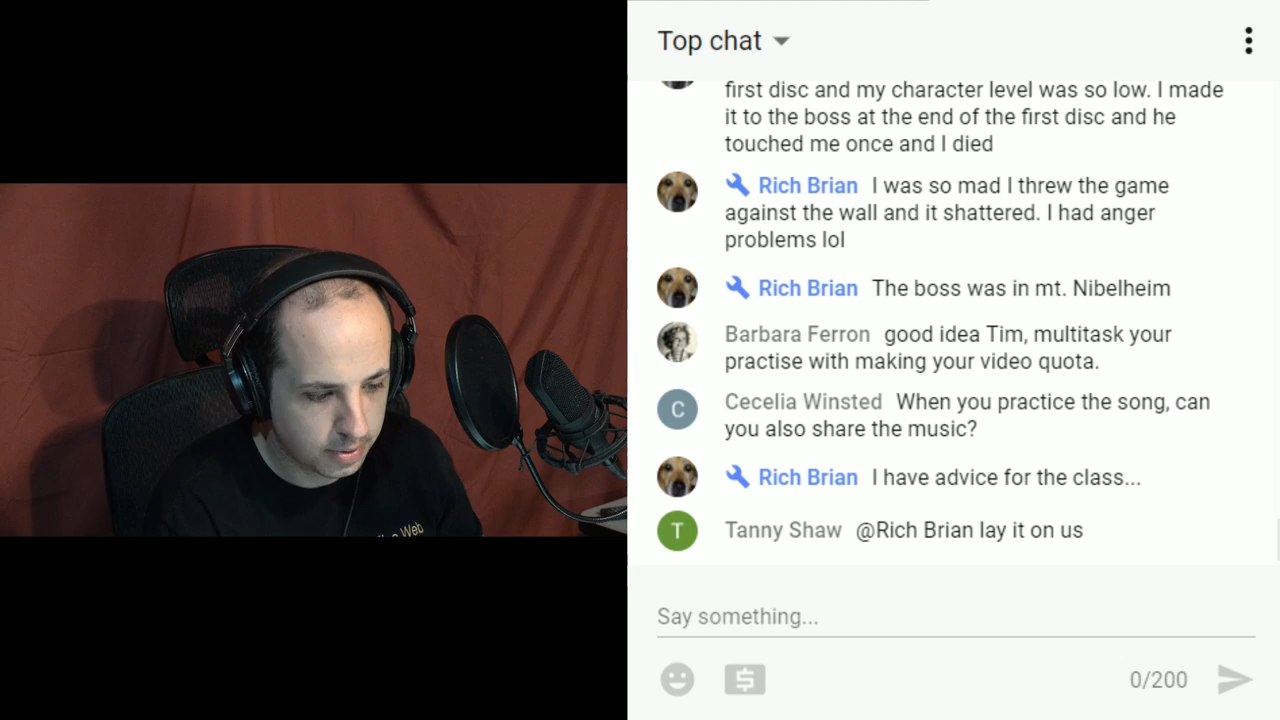 Top chat
first disc and my character level was so low. I made
it to the boss at the end of the first disc and he
touched me once and I died
Rich Brian I was so mad I threw the game
against the wall and it shattered. I had anger
problems lol
Rich Brian The boss was in mt. Nibelheim
Barbara Ferron good idea Tim, multitask your
practise with making your video quota.
C Cecelia Winsted When you practice the song, can
you also share the music?
Rich Brian I have advice for the class...
T Tanny Shaw @Rich Brian lay it on us
Say something...
$ 0/200
Web